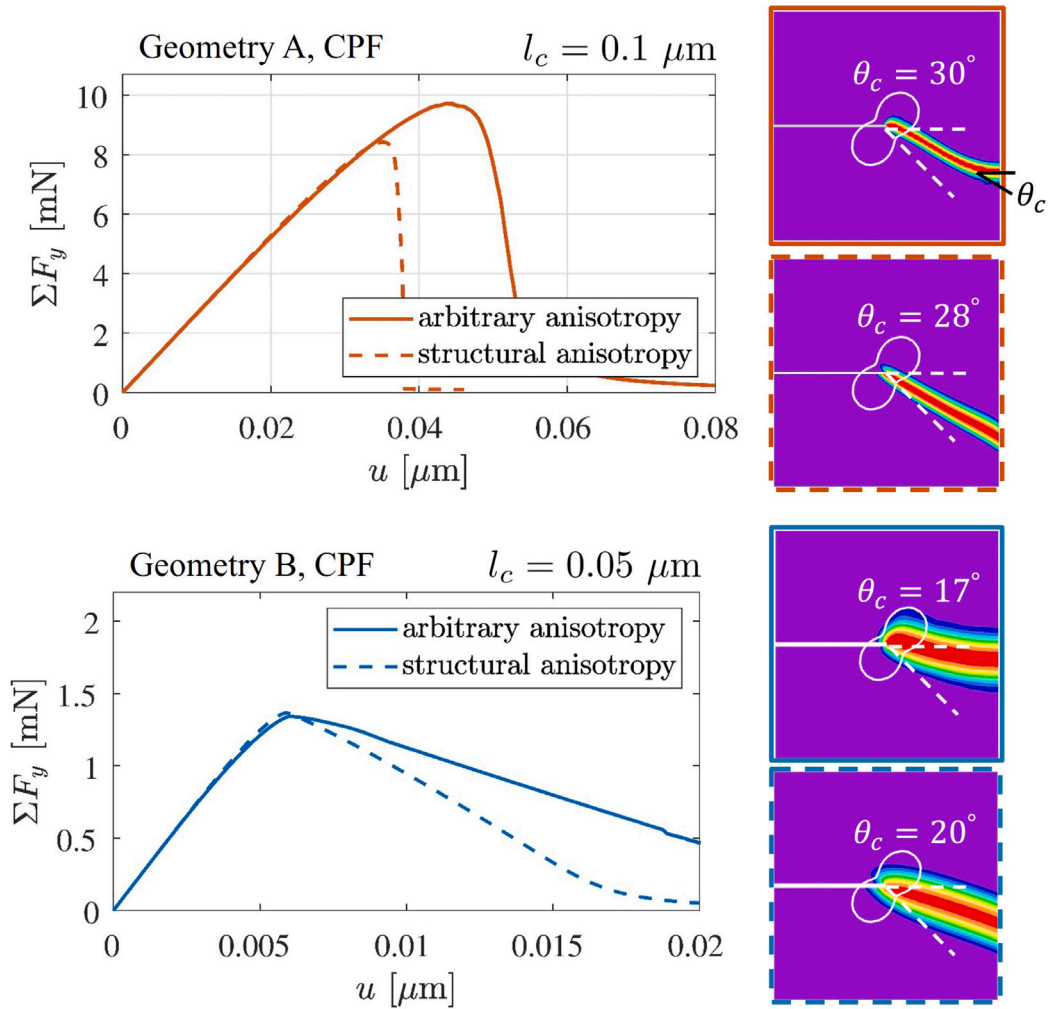 Geometry A, CPF
l_c = 0.1 μm
10
8
6
4
2
0
ΣF_y [mN]
arbitrary anisotropy
structural anisotropy
0 0.02 0.04 0.06 0.08
u [μm]
θ_c = 30°
θ_c
θ_c = 28°
Geometry B, CPF
l_c = 0.05 μm
2
1.5
1
0.5
0
ΣF_y [mN]
arbitrary anisotropy
structural anisotropy
0 0.005 0.01 0.015 0.02
u [μm]
θ_c = 17°
θ_c = 20°